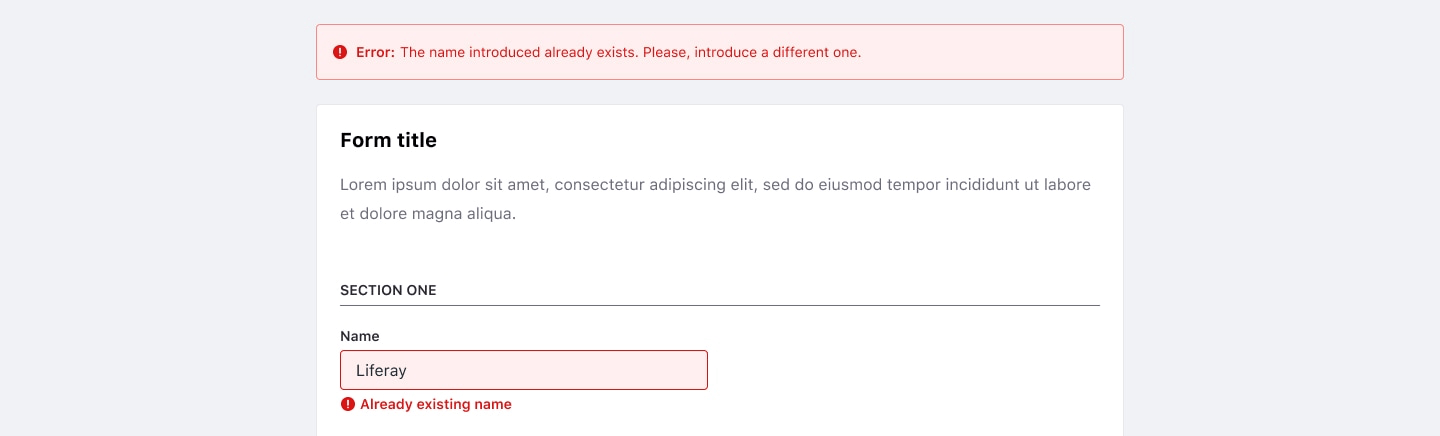 Error: The name introduced already exists. Please, introduce a different one.
Form title
Lorem ipsum dolor sit amet, consectetur adipiscing elit, sed do eiusmod tempor incididunt ut labore
et dolore magna aliqua.
SECTION ONE
Name
Liferay
Already existing name